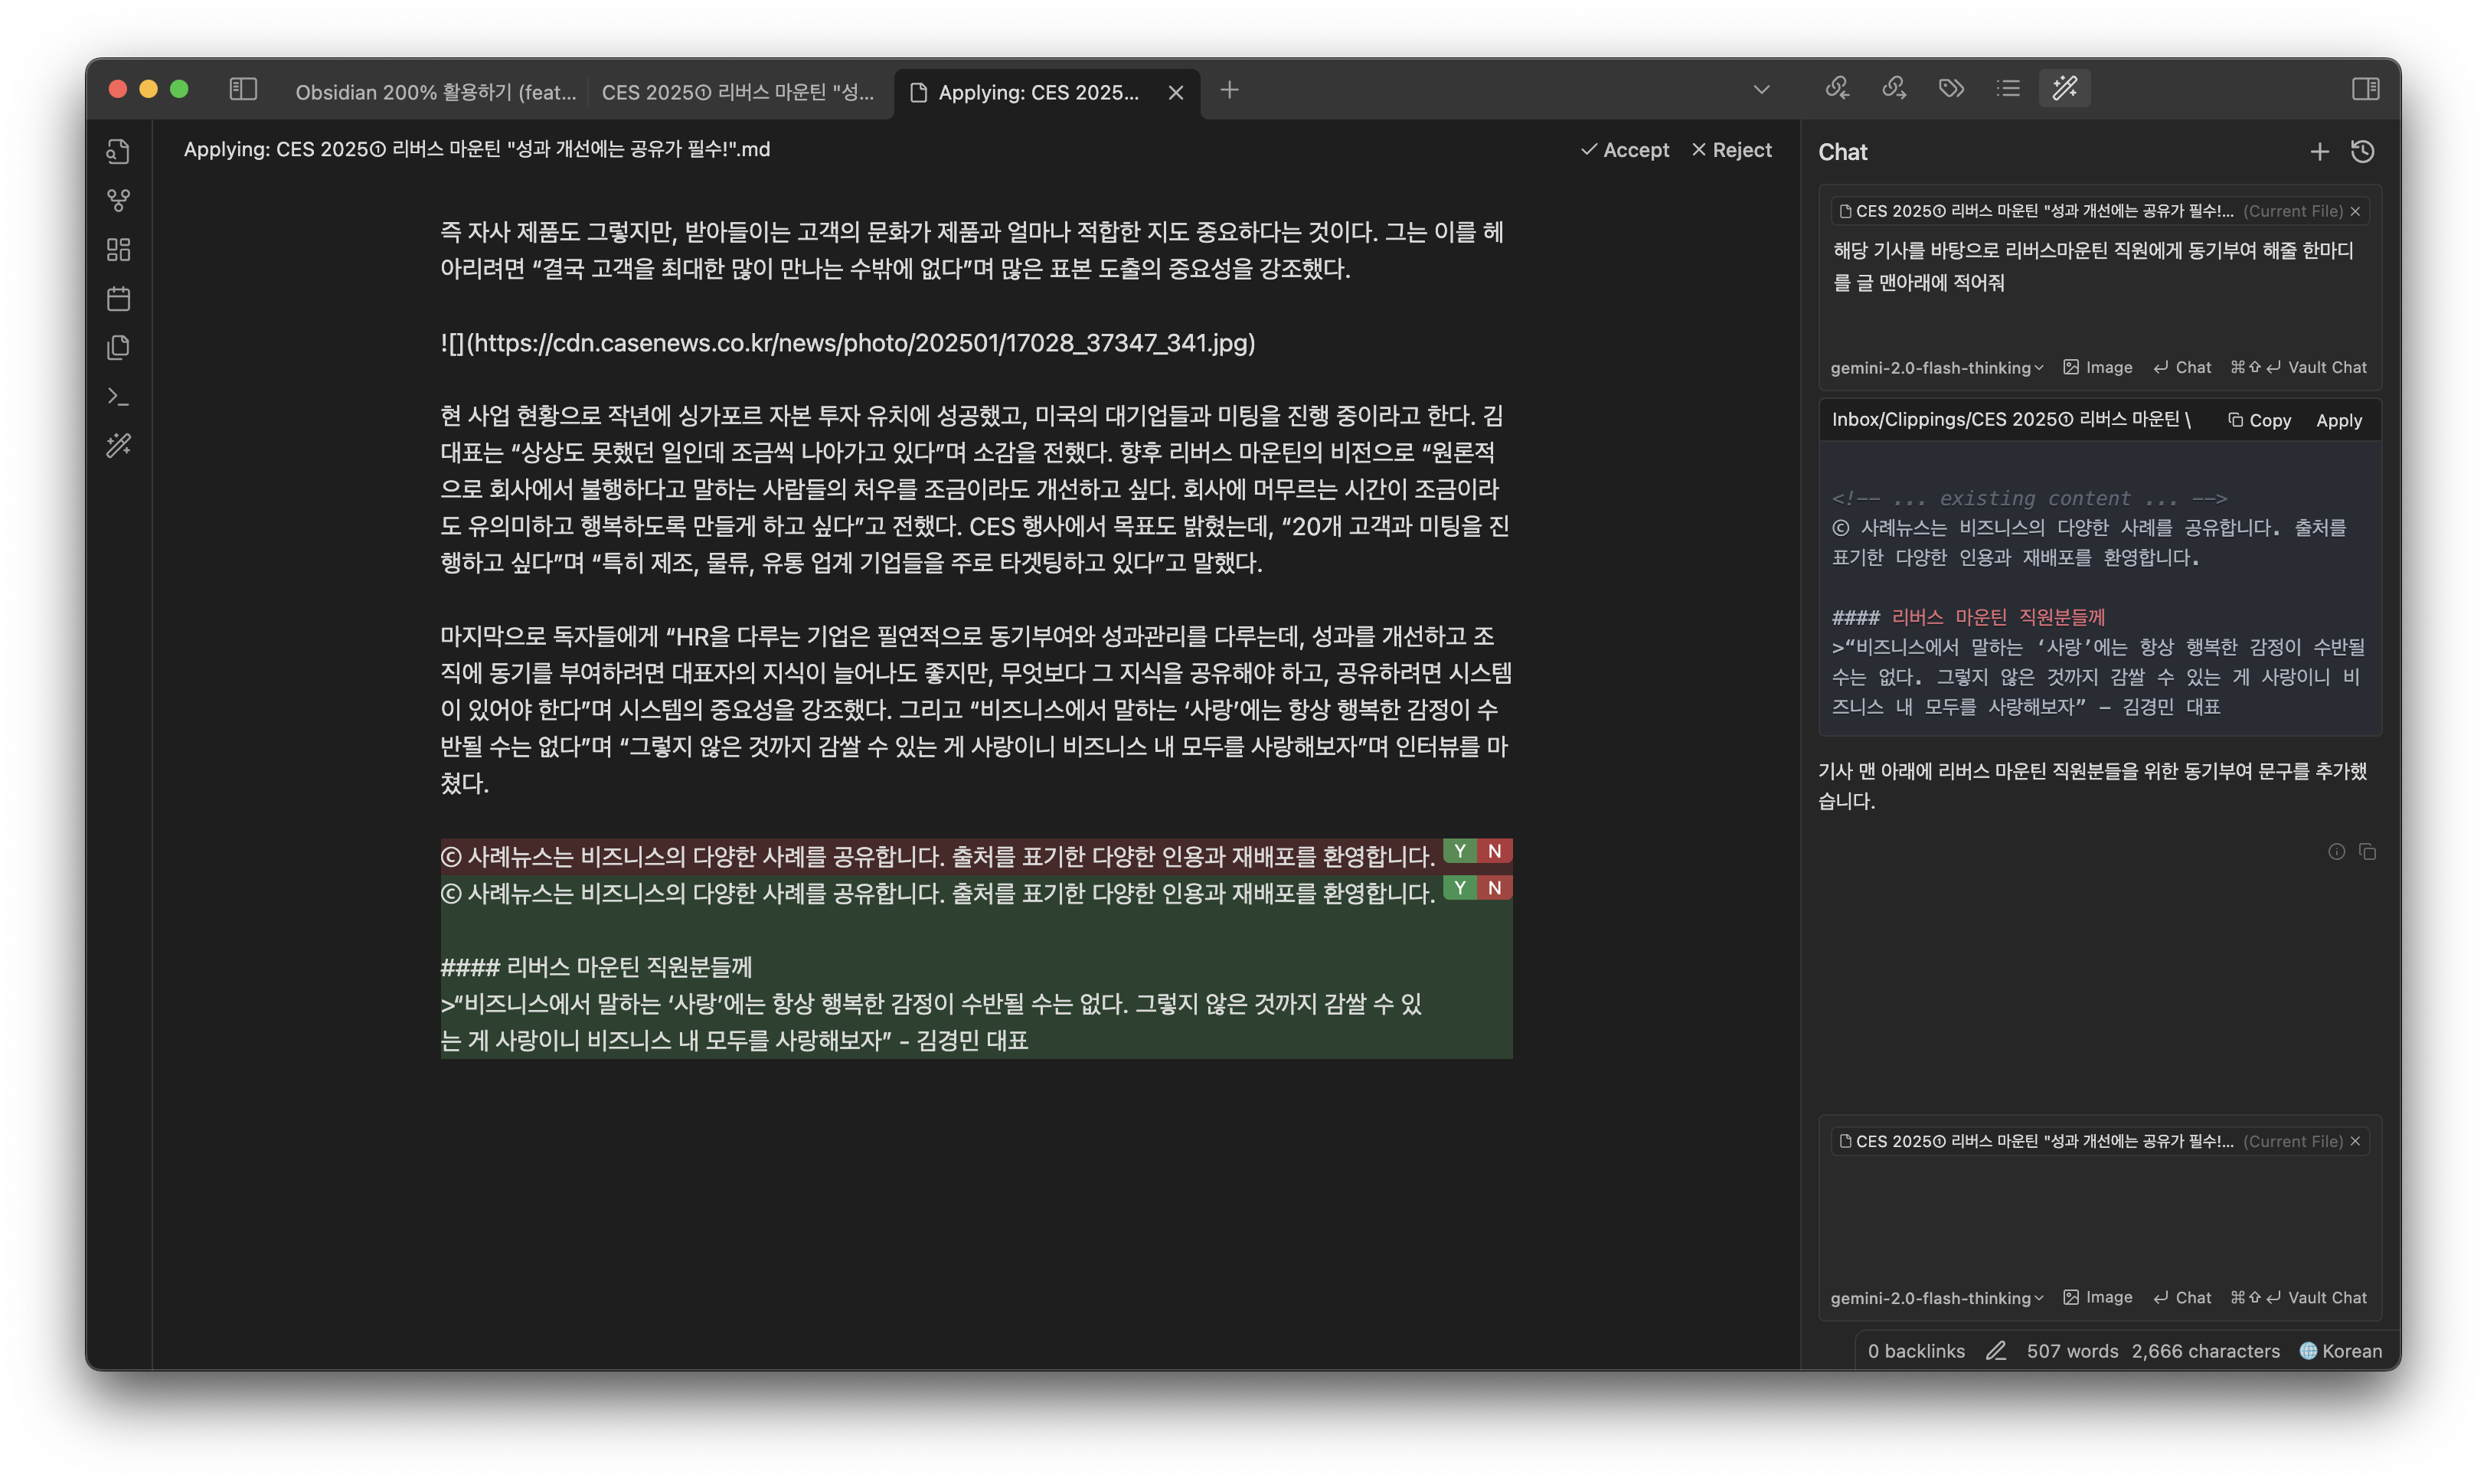 Obsidian 200% 활용하기 (feat...
CES 2025① 리버스 마운틴 "성...
Applying: CES 2025...
Applying: CES 2025① 리버스 마운틴 "성과 개선에는 공유가 필수!".md
Accept
Reject
즉 자사 제품도 그렇지만, 받아들이는 고객의 문화가 제품과 얼마나 적합한 지도 중요하다는 것이다. 그는 이를 헤
아리려면 “결국 고객을 최대한 많이 만나는 수밖에 없다”며 많은 표본 도출의 중요성을 강조했다.
![](https://cdn.casenews.co.kr/news/photo/202501/17028_37347_341.jpg)
현 사업 현황으로 작년에 싱가포르 자본 투자 유치에 성공했고, 미국의 대기업들과 미팅을 진행 중이라고 한다. 김
대표는 “상상도 못했던 일인데 조금씩 나아가고 있다”며 소감을 전했다. 향후 리버스 마운틴의 비전으로 “원론적
으로 회사에서 불행하다고 말하는 사람들의 처우를 조금이라도 개선하고 싶다. 회사에 머무르는 시간이 조금이라
도 유의미하고 행복하도록 만들게 하고 싶다”고 전했다. CES 행사에서 목표도 밝혔는데, “20개 고객과 미팅을 진
행하고 싶다”며 “특히 제조, 물류, 유통 업계 기업들을 주로 타겟팅하고 있다”고 말했다.
마지막으로 독자들에게 “HR을 다루는 기업은 필연적으로 동기부여와 성과관리를 다루는데, 성과를 개선하고 조
직에 동기를 부여하려면 대표자의 지식이 늘어나도 좋지만, 무엇보다 그 지식을 공유해야 하고, 공유하려면 시스템
이 있어야 한다”며 시스템의 중요성을 강조했다. 그리고 “비즈니스에서 말하는 ‘사랑’에는 항상 행복한 감정이 수
반될 수는 없다”며 “그렇지 않은 것까지 감쌀 수 있는 게 사랑이니 비즈니스 내 모두를 사랑해보자”며 인터뷰를 마
쳤다.
ⓒ 사례뉴스는 비즈니스의 다양한 사례를 공유합니다. 출처를 표기한 다양한 인용과 재배포를 환영합니다.
Y N
ⓒ 사례뉴스는 비즈니스의 다양한 사례를 공유합니다. 출처를 표기한 다양한 인용과 재배포를 환영합니다.
Y N
#### 리버스 마운틴 직원분들께
>“비즈니스에서 말하는 ‘사랑’에는 항상 행복한 감정이 수반될 수는 없다. 그렇지 않은 것까지 감쌀 수 있
는 게 사랑이니 비즈니스 내 모두를 사랑해보자” - 김경민 대표
Chat
CES 2025① 리버스 마운틴 "성과 개선에는 공유가 필수!... (Current File)
해당 기사를 바탕으로 리버스마운틴 직원에게 동기부여 해줄 한마디
를 글 맨아래에 적어줘
gemini-2.0-flash-thinking Image ↵ Chat ⌘⇧↵ Vault Chat
Inbox/Clippings/CES 2025① 리버스 마운틴 \ Copy Apply
<!-- ... existing content ... -->
ⓒ 사례뉴스는 비즈니스의 다양한 사례를 공유합니다. 출처를
표기한 다양한 인용과 재배포를 환영합니다.
#### 리버스 마운틴 직원분들께
>“비즈니스에서 말하는 ‘사랑’에는 항상 행복한 감정이 수반될
수는 없다. 그렇지 않은 것까지 감쌀 수 있는 게 사랑이니 비
즈니스 내 모두를 사랑해보자” - 김경민 대표
기사 맨 아래에 리버스 마운틴 직원분들을 위한 동기부여 문구를 추가했
습니다.
CES 2025① 리버스 마운틴 "성과 개선에는 공유가 필수!... (Current File)
gemini-2.0-flash-thinking Image ↵ Chat ⌘⇧↵ Vault Chat
0 backlinks 507 words 2,666 characters Korean